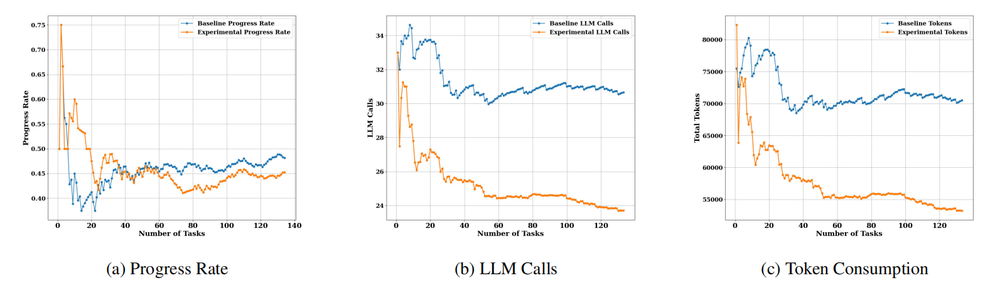 Baseline Progress Rate
Experimental Progress Rate
0.75
0.70
0.65
0.60
0.55
0.50
0.45
0.40
Progress Rate
0 20 40 60 80 100 120 140
Number of Tasks
(a) Progress Rate
Baseline LLM Calls
Experimental LLM Calls
34
32
30
28
26
24
LLM Calls
0 20 40 60 80 100 120
Number of Tasks
(b) LLM Calls
Baseline Tokens
Experimental Tokens
80000
75000
70000
65000
60000
55000
Total Tokens
0 20 40 60 80 100 120
Number of Tasks
(c) Token Consumption